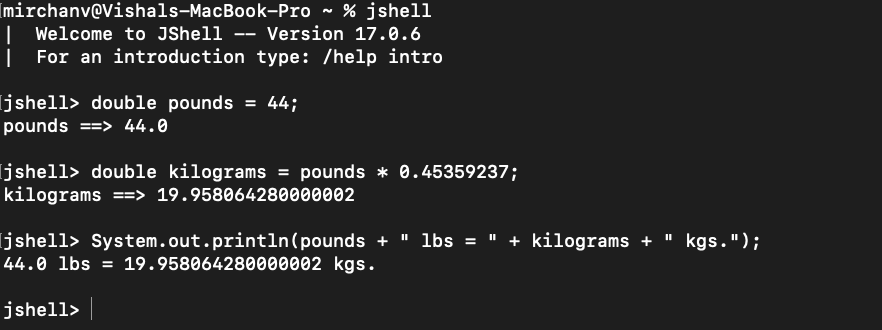 mirchanv@Vishals-MacBook-Pro ~ % jshell
|  Welcome to JShell -- Version 17.0.6
|  For an introduction type: /help intro
jshell> double pounds = 44;
pounds ==> 44.0
jshell> double kilograms = pounds * 0.45359237;
kilograms ==> 19.958064280000002
jshell> System.out.println(pounds + " lbs = " + kilograms + " kgs.");
44.0 lbs = 19.958064280000002 kgs.
jshell>